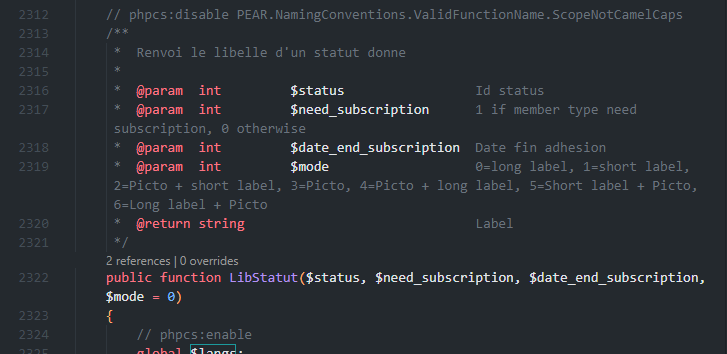 2312 // phpcs:disable PEAR.NamingConventions.ValidFunctionName.ScopeNotCamelCaps
2313 /**
2314 * Renvoi le libelle d'un statut donne
2315 *
2316 * @param int $status Id status
2317 * @param int $need_subscription 1 if member type need
subscription, 0 otherwise
2318 * @param int $date_end_subscription Date fin adhesion
2319 * @param int $mode 0=long label, 1=short label,
2=Picto + short label, 3=Picto, 4=Picto + long label, 5=Short label + Picto,
6=Long label + Picto
2320 * @return string Label
2321 */
2 references | 0 overrides
2322 public function LibStatut($status, $need_subscription, $date_end_subscription,
$mode = 0)
2323 {
2324 // phpcs:enable
2325 global $langs;